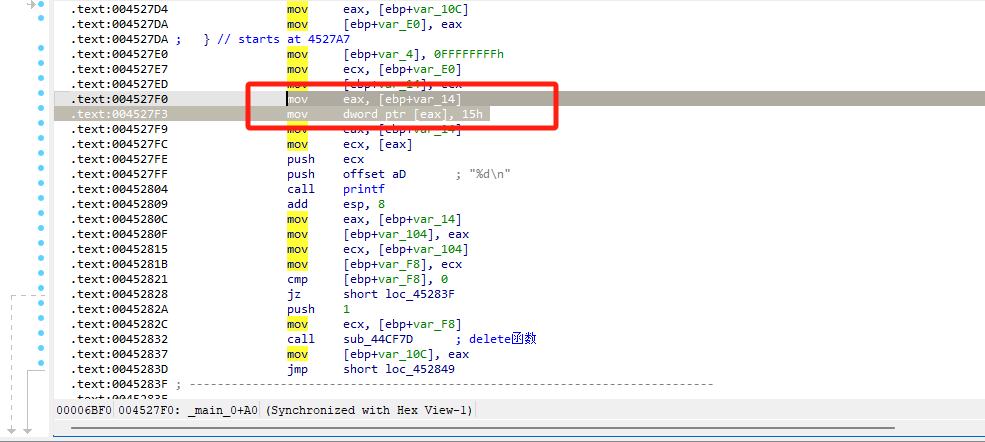 .text:004527D4 mov eax, [ebp+var_10C]
.text:004527DA mov [ebp+var_E0], eax
.text:004527DA ; } // starts at 4527A7
.text:004527E0 mov [ebp+var_4], 0FFFFFFFFh
.text:004527E7 mov ecx, [ebp+var_E0]
.text:004527ED mov [ebp+var_14], ecx
.text:004527F0 mov eax, [ebp+var_14]
.text:004527F3 mov dword ptr [eax], 15h
.text:004527F9 mov eax, [ebp+var_14]
.text:004527FC mov ecx, [eax]
.text:004527FE push ecx
.text:004527FF push offset aD ; "%d\n"
.text:00452804 call printf
.text:00452809 add esp, 8
.text:0045280C mov eax, [ebp+var_14]
.text:0045280F mov [ebp+var_104], eax
.text:00452815 mov ecx, [ebp+var_104]
.text:0045281B mov [ebp+var_F8], ecx
.text:00452821 cmp [ebp+var_F8], 0
.text:00452828 jz short loc_45283F
.text:0045282A push 1
.text:0045282C mov ecx, [ebp+var_F8]
.text:00452832 call sub_44CF7D ; delete函数
.text:00452837 mov [ebp+var_10C], eax
.text:0045283D jmp short loc_452849
.text:0045283F ; ---------------------------------------------------------------------------
00006BF0 004527F0: _main_0+A0 (Synchronized with Hex View-1)